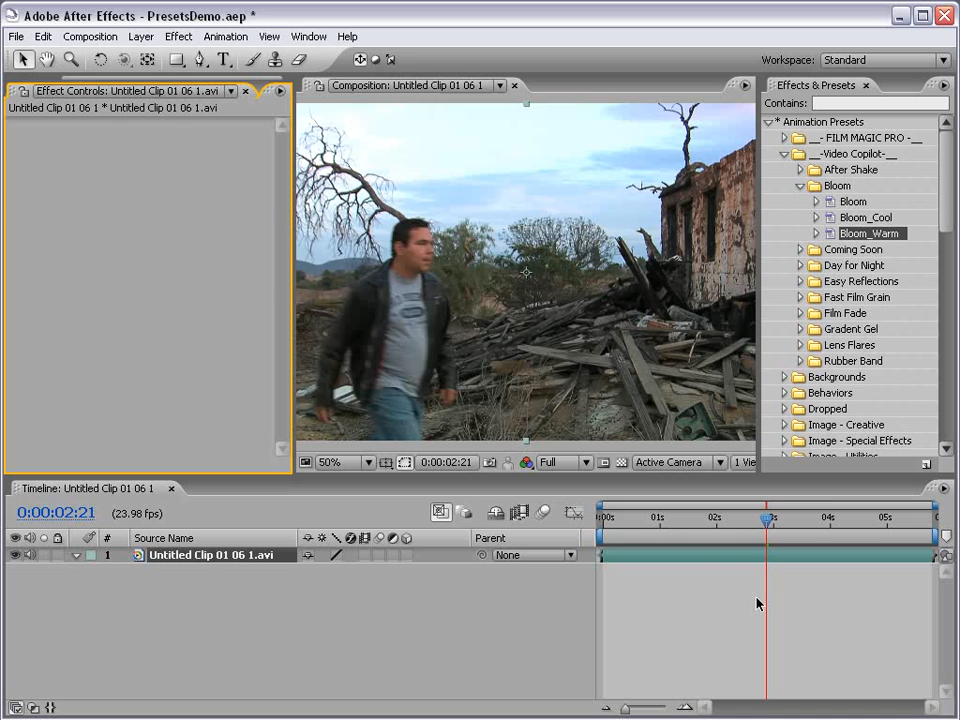 Adobe After Effects - PresetsDemo.aep *
File Edit Composition Layer Effect Animation View Window Help
Workspace: Standard
Effect Controls: Untitled Clip 01 06 1.avi
Untitled Clip 01 06 1 * Untitled Clip 01 06 1.avi
Composition: Untitled Clip 01 06 1
Effects & Presets
Contains:
* Animation Presets
__- FILM MAGIC PRO -__
__-Video Copilot-__
After Shake
Bloom
Bloom
Bloom_Cool
Bloom_Warm
Coming Soon
Day for Night
Easy Reflections
Fast Film Grain
Film Fade
Gradent Gel
Lens Flares
Rubber Band
Backgrounds
Behaviors
Dropped
Image - Creative
Image - Special Effects
Image - Utilities
50% 0:00:02:21 Full Active Camera 1 Vie
Timeline: Untitled Clip 01 06 1
0:00:02:21 (23.98 fps)
):00s 01s 02s 03s 04s 05s
# Source Name Parent
1 Untitled Clip 01 06 1.avi None